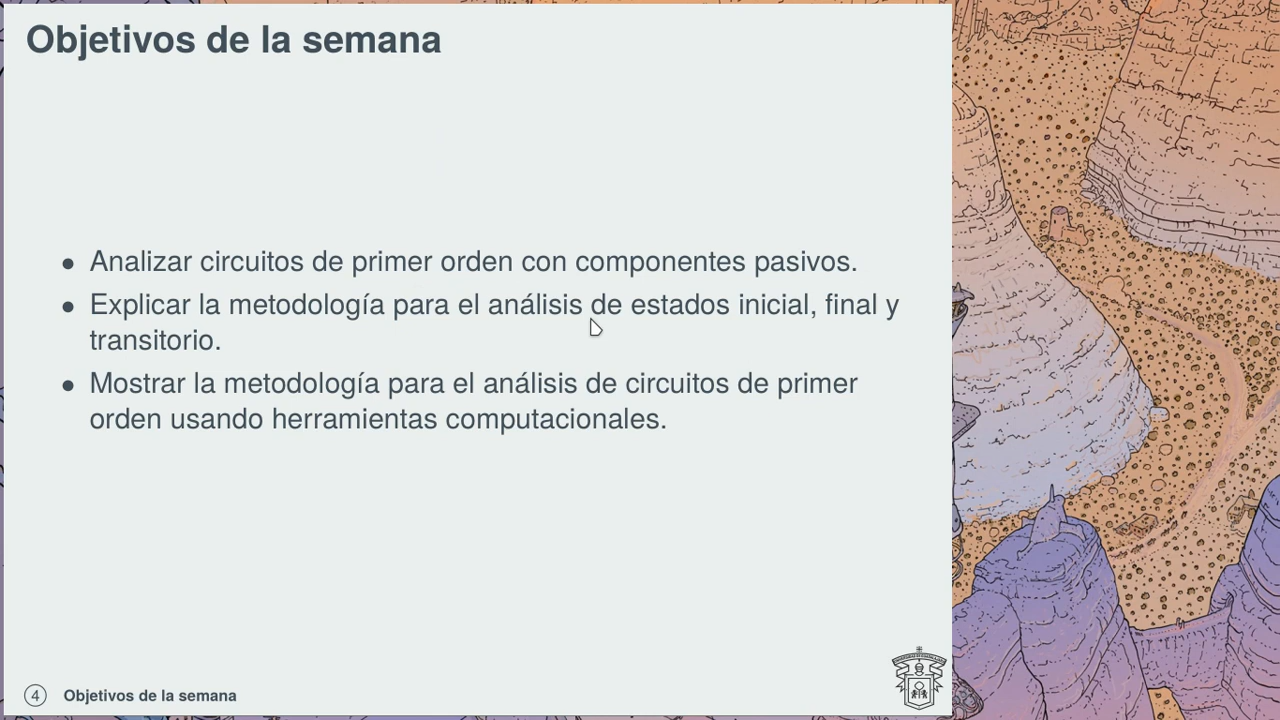 Objetivos de la semana
• Analizar circuitos de primer orden con componentes pasivos.
• Explicar la metodología para el análisis de estados inicial, final y
transitorio.
• Mostrar la metodología para el análisis de circuitos de primer
orden usando herramientas computacionales.
4 Objetivos de la semana